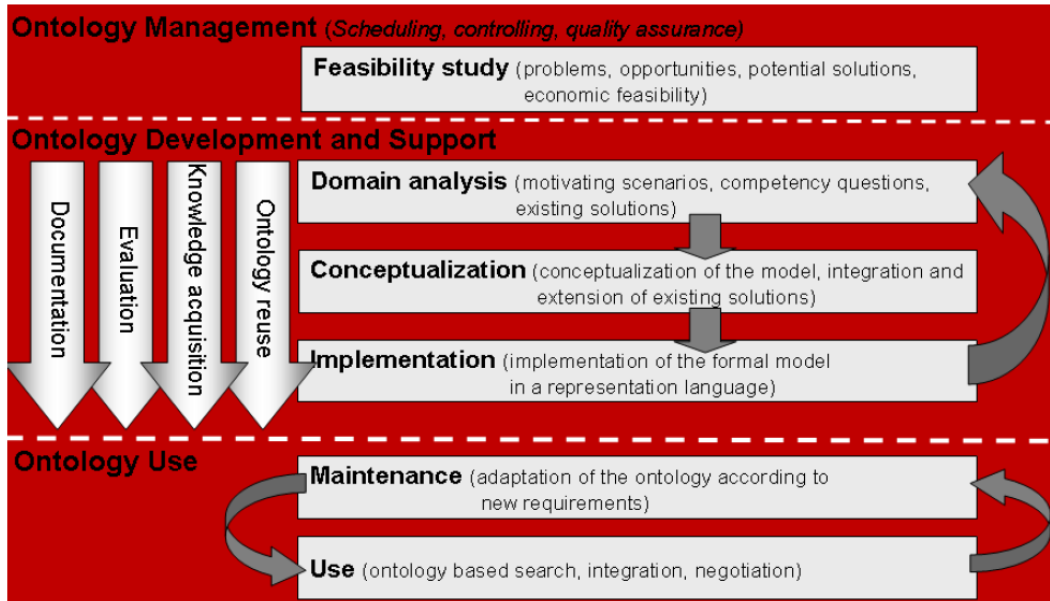 Ontology Management (Scheduling, controlling, quality assurance)
Feasibility study (problems, opportunities, potential solutions,
economic feasibility)
Ontology Development and Support
Documentation
Evaluation
Knowledge acquisition
Ontology reuse
Domain analysis (motivating scenarios, competency questions,
existing solutions)
Conceptualization (conceptualization of the model, integration and
extension of existing solutions)
Implementation (implementation of the formal model
in a representation language)
Ontology Use
Maintenance (adaptation of the ontology according to
new requirements)
Use (ontology based search, integration, negotiation)